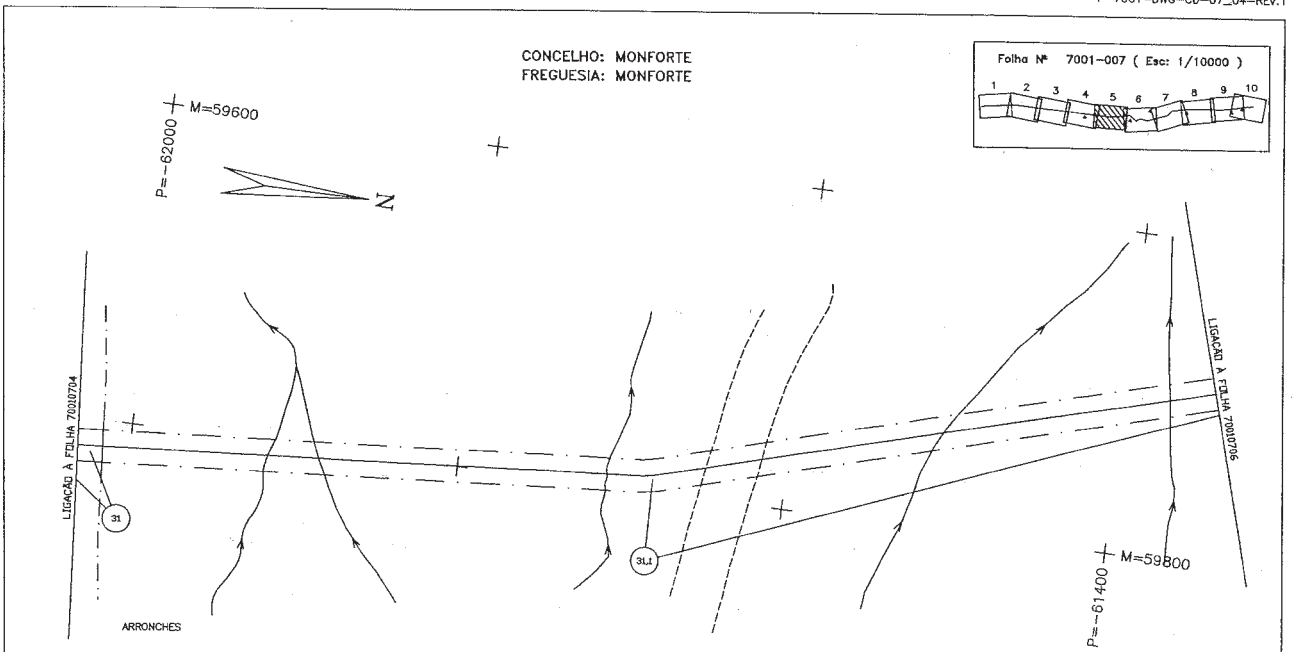 CONCELHO: MONFORTE
FREGUESIA: MONFORTE
Folha Nº 7001-007 ( Esc: 1/10000 )
1 2 3 4 5 6 7 8 9 10
M=59600
P=-62000
N
LIGAÇÃO À FOLHA 70010704
LIGAÇÃO À FOLHA 70010706
31
31.1
M=59800
P=-61400
ARRONCHES